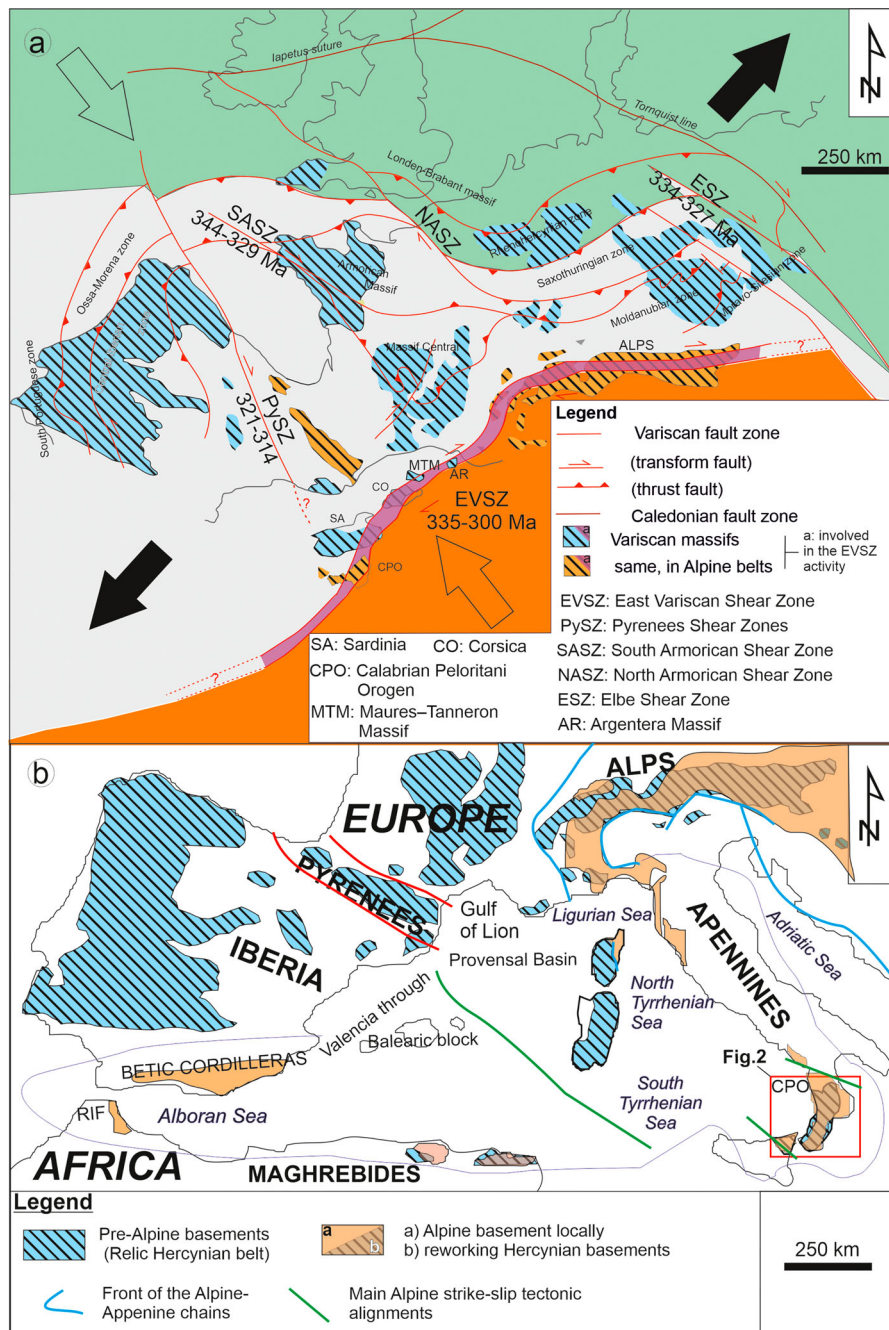 a
N
250 km
Iapetus suture
Tornquist line
Londen-Brabant massif
ESZ
334-327 Ma
NASZ
Rhenohercynian zone
SASZ
344-329 Ma
Armorican
Massif
Saxothuringian zone
Moldanubian zone
Ossa-Morena zone
South Portuguese zone
Massif Central
ALPS
PySZ
321-314
?
?
MTM
AR
CO
SA
CPO
EVSZ
335-300 Ma
?
Legend
Variscan fault zone
(transform fault)
(thrust fault)
Caledonian fault zone
a
Variscan massifs
a
same, in Alpine belts
a: involved
in the EVSZ
activity
EVSZ: East Variscan Shear Zone
PySZ: Pyrenees Shear Zones
SASZ: South Armorican Shear Zone
NASZ: North Armorican Shear Zone
ESZ: Elbe Shear Zone
AR: Argentera Massif
SA: Sardinia CO: Corsica
CPO: Calabrian Peloritani
Orogen
MTM: Maures–Tanneron
Massif
b
N
ALPS
EUROPE
PYRENEES
Gulf
of Lion
Ligurian Sea
Provensal Basin
IBERIA
APENNINES
Adriatic Sea
North
Tyrrhenian
Sea
Valencia through
Balearic block
BETIC CORDILLERAS
Fig.2
CPO
South
Tyrrhenian
Sea
RIF
Alboran Sea
AFRICA
MAGHREBIDES
Legend
Pre-Alpine basements
(Relic Hercynian belt)
a
b
a) Alpine basement locally
b) reworking Hercynian basements
250 km
Front of the Alpine-
Appenine chains
Main Alpine strike-slip tectonic
alignments